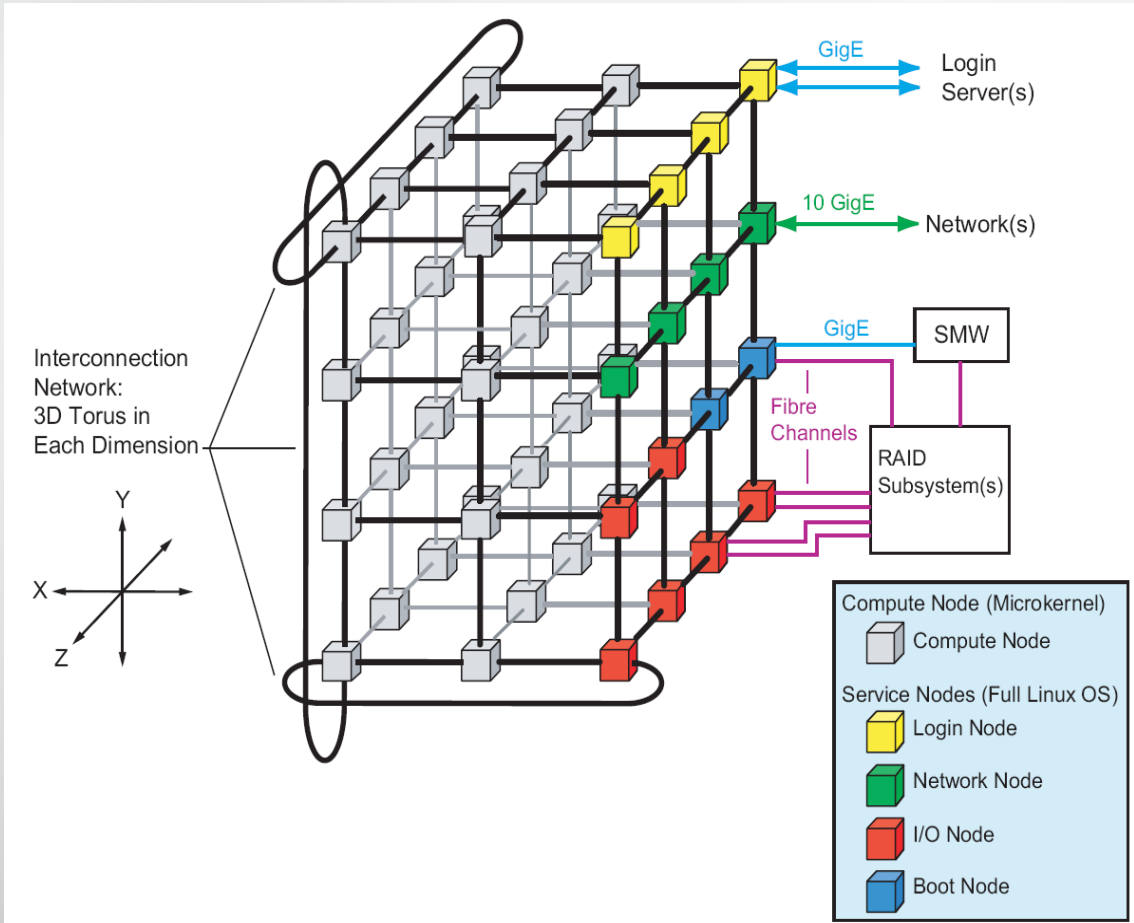 GigE
Login
Server(s)
10 GigE
Network(s)
GigE
SMW
Interconnection
Network:
3D Torus in
Each Dimension
Fibre
Channels
RAID
Subsystem(s)
Y
X
Z
Compute Node (Microkernel)
Compute Node
Service Nodes (Full Linux OS)
Login Node
Network Node
I/O Node
Boot Node